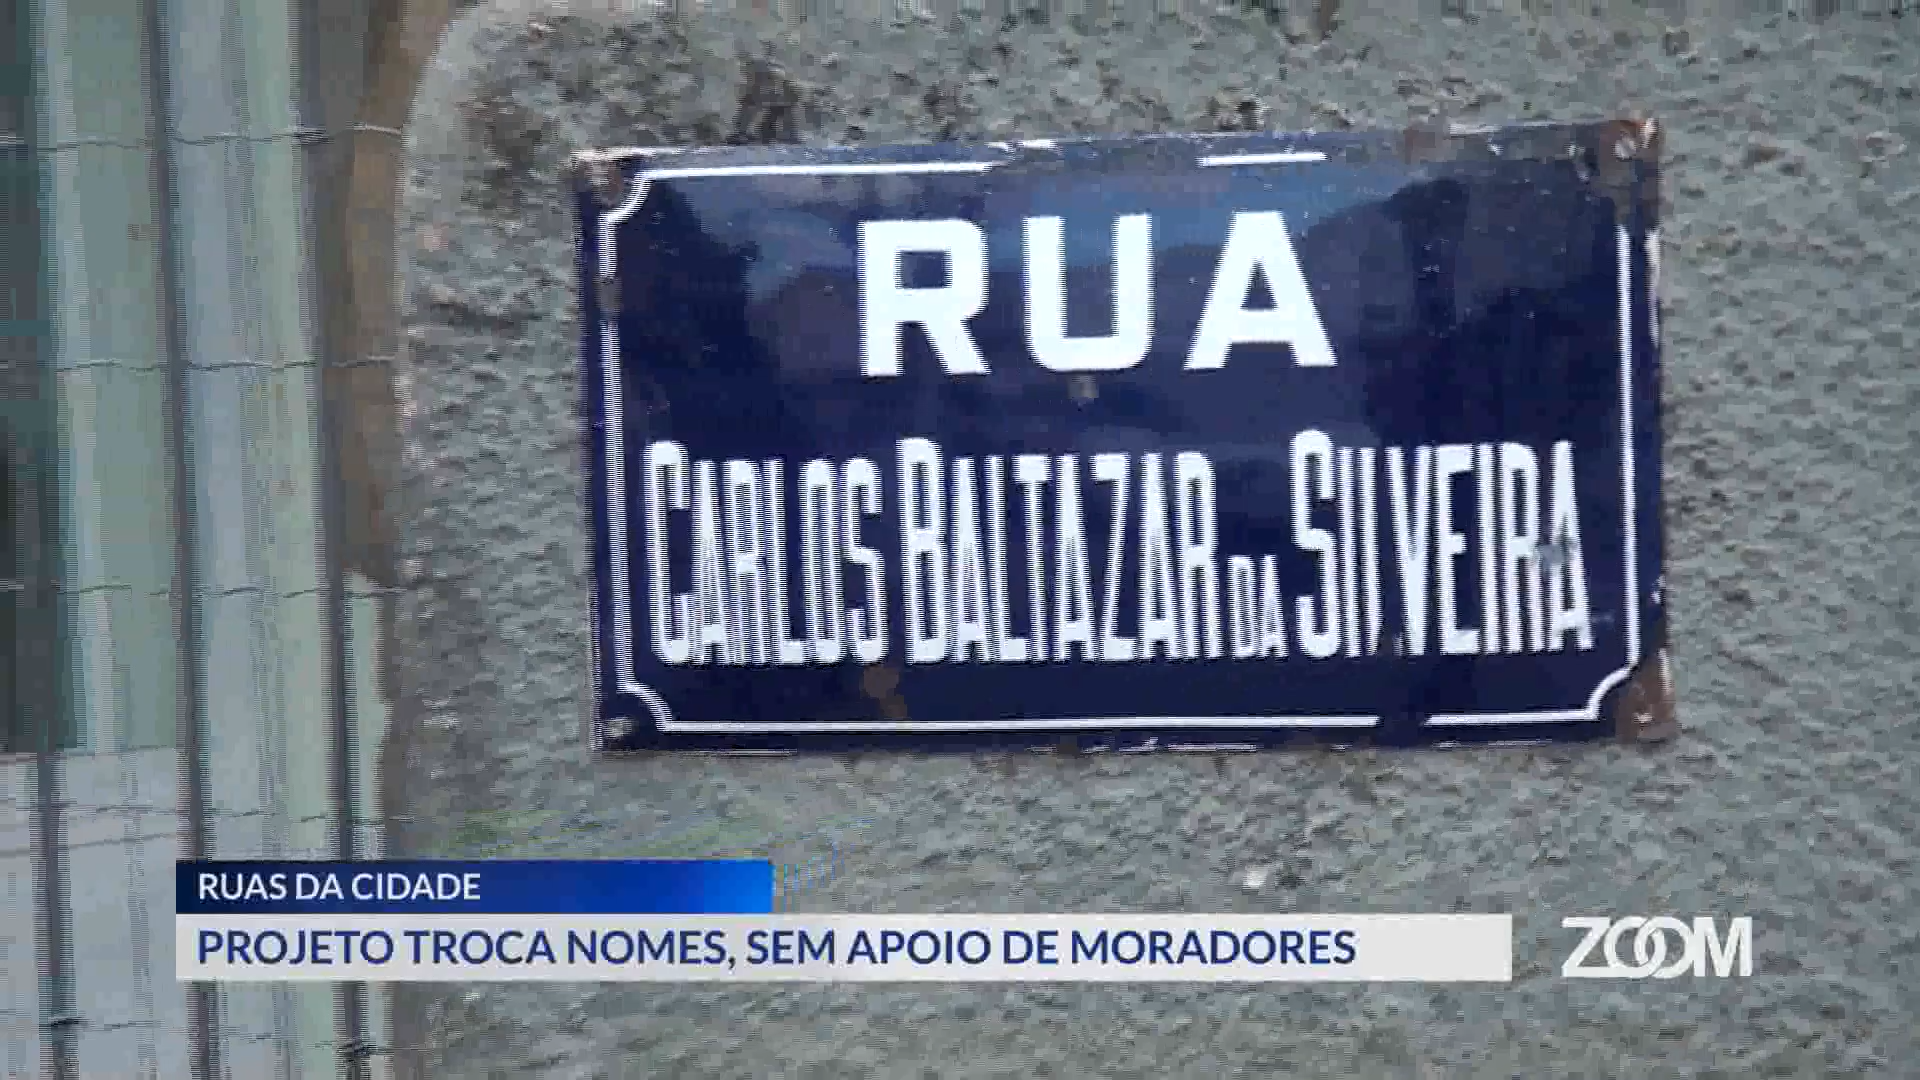 RUA
CARLOS BALTAZAR DA SILVEIRA
RUAS DA CIDADE
PROJETO TROCA NOMES, SEM APOIO DE MORADORES
ZOOM